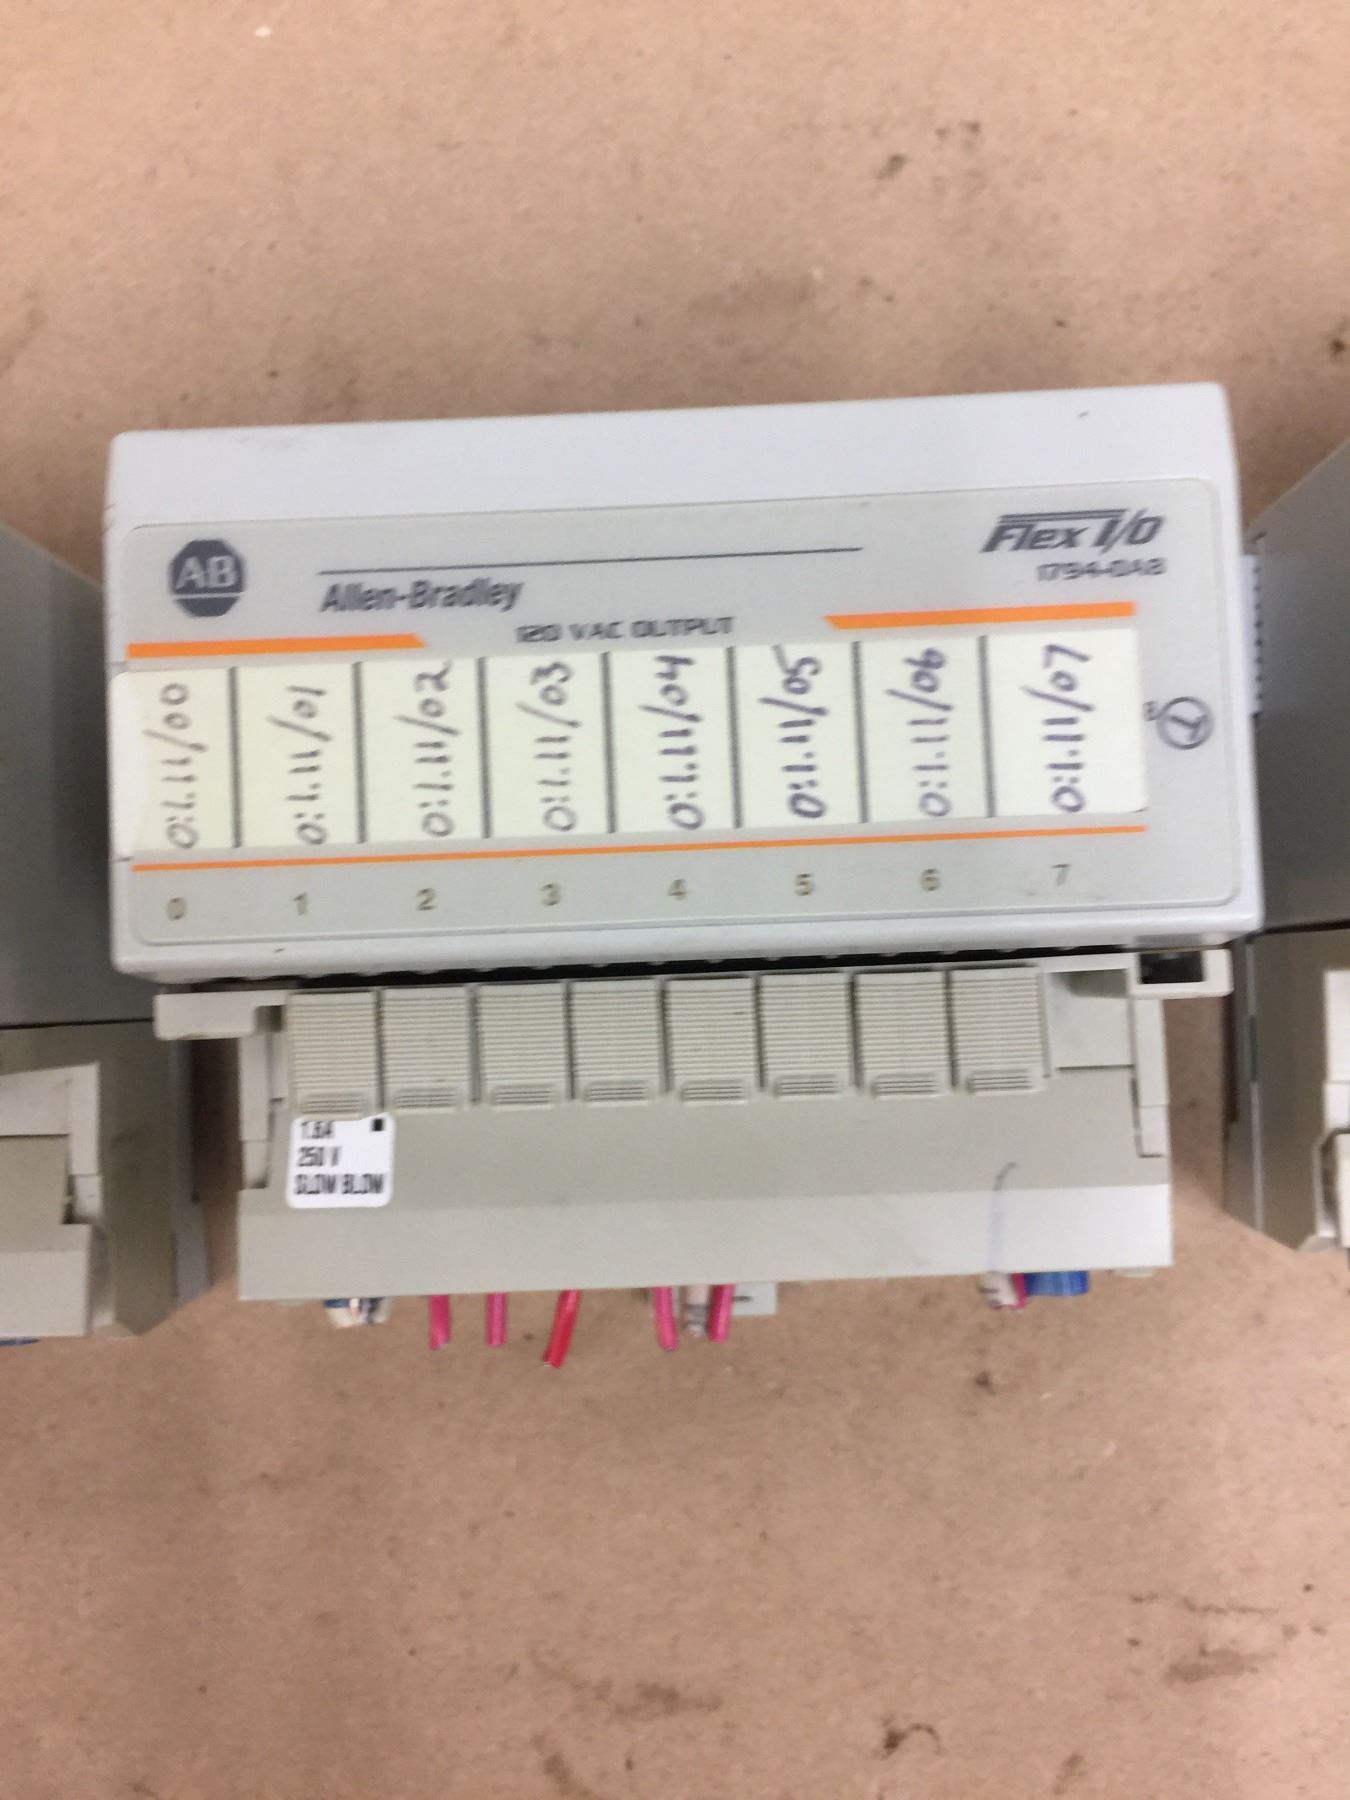 AB
Allen-Bradley
Flex I/O
1794-OA8
120 VAC OUTPUT
O:1.11/00
O:1.11/01
O:1.11/02
O:1.11/03
O:1.11/04
O:1.11/05
O:1.11/06
O:1.11/07
0 1 2 3 4 5 6 7
1.6A
250 V
SLOW BLOW